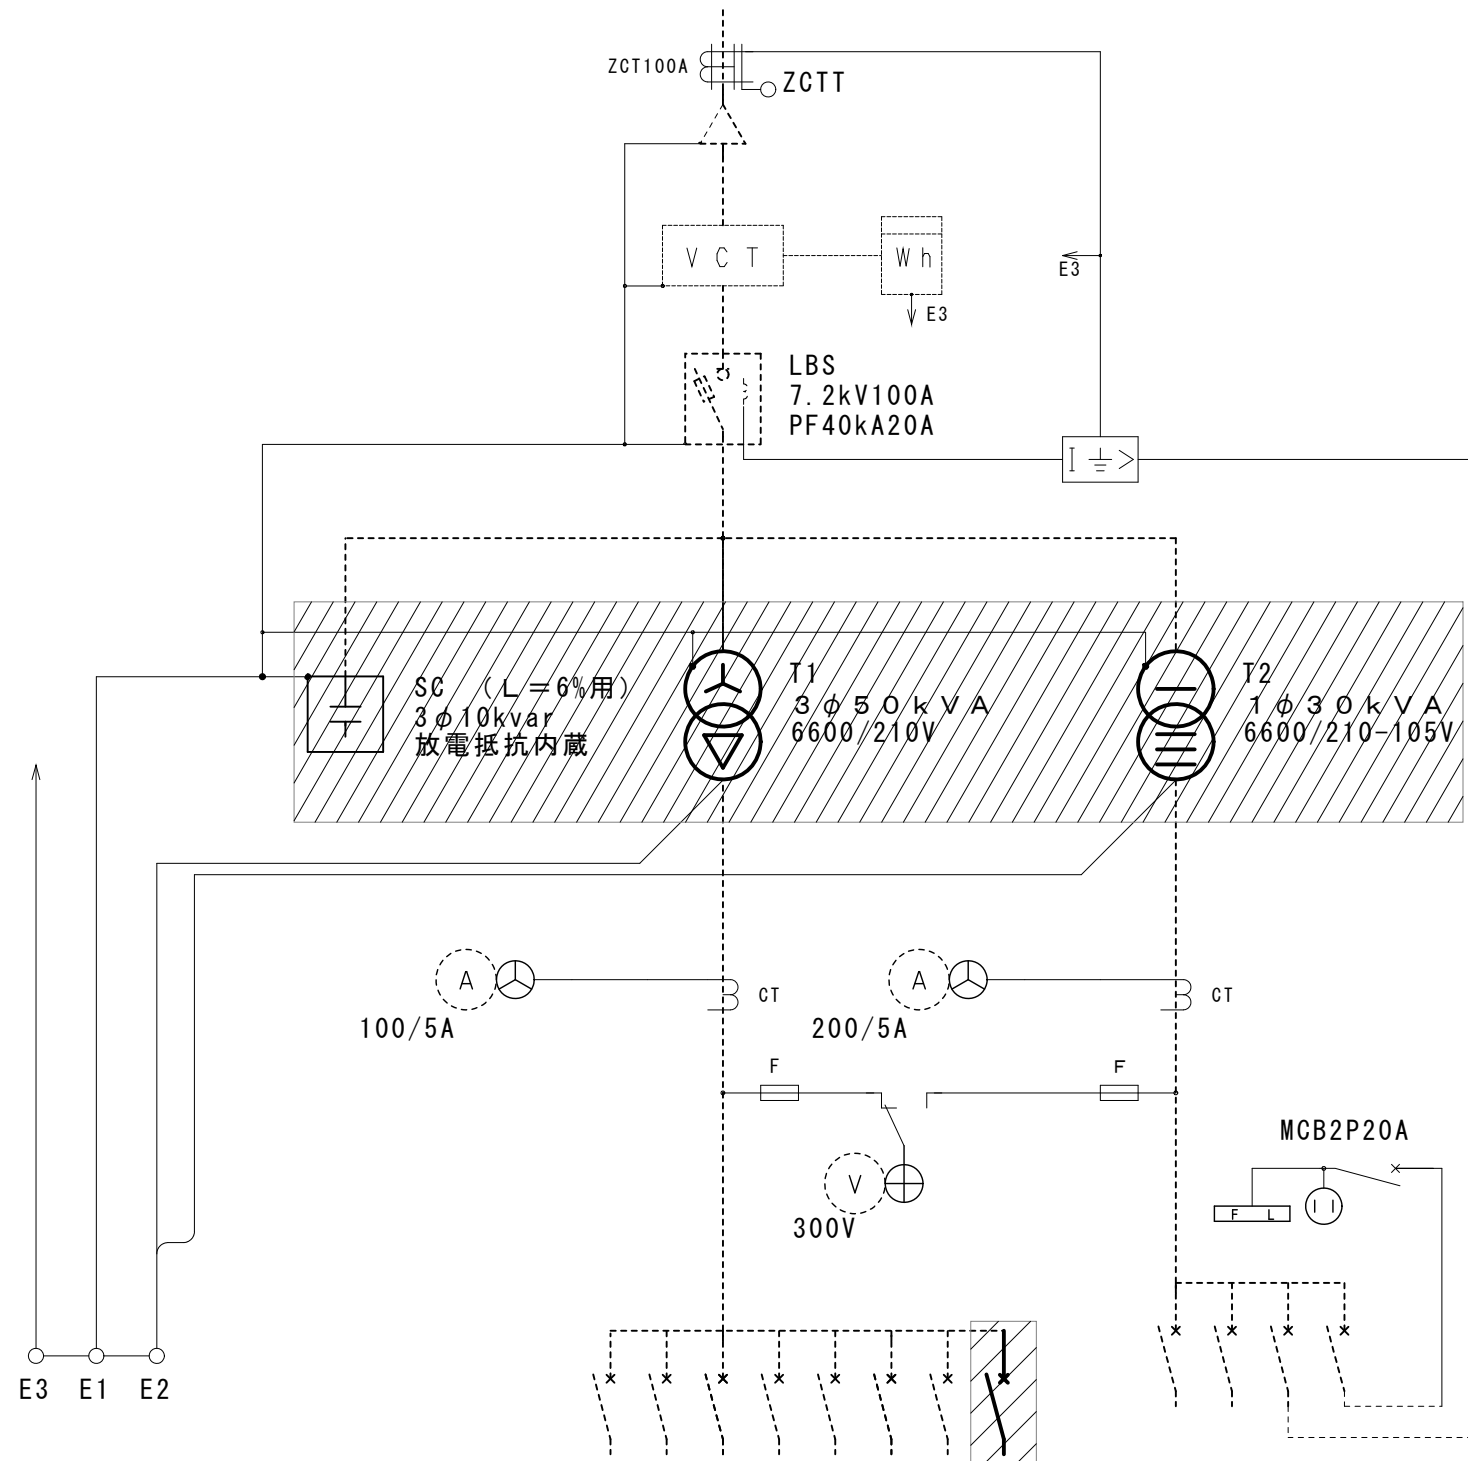 ZCT100A
ZCTT
VCT
Wh
E3
E3
LBS
7.2kV100A
PF40kA20A
I
SC (L=6%用)
3φ10kvar
放電抵抗内蔵
T1
3φ50kVA
6600/210V
T2
1φ30kVA
6600/210-105V
A
100/5A
CT
A
200/5A
CT
F
F
V
300V
MCB2P20A
F L
E3 E1 E2